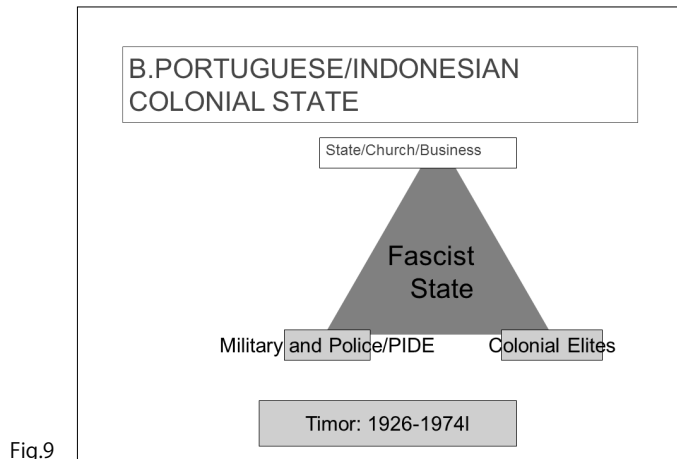 B.PORTUGUESE/INDONESIAN
COLONIAL STATE
State/Church/Business
Fascist
State
Military and Police/PIDE
Colonial Elites
Timor: 1926-1974I
Fig.9